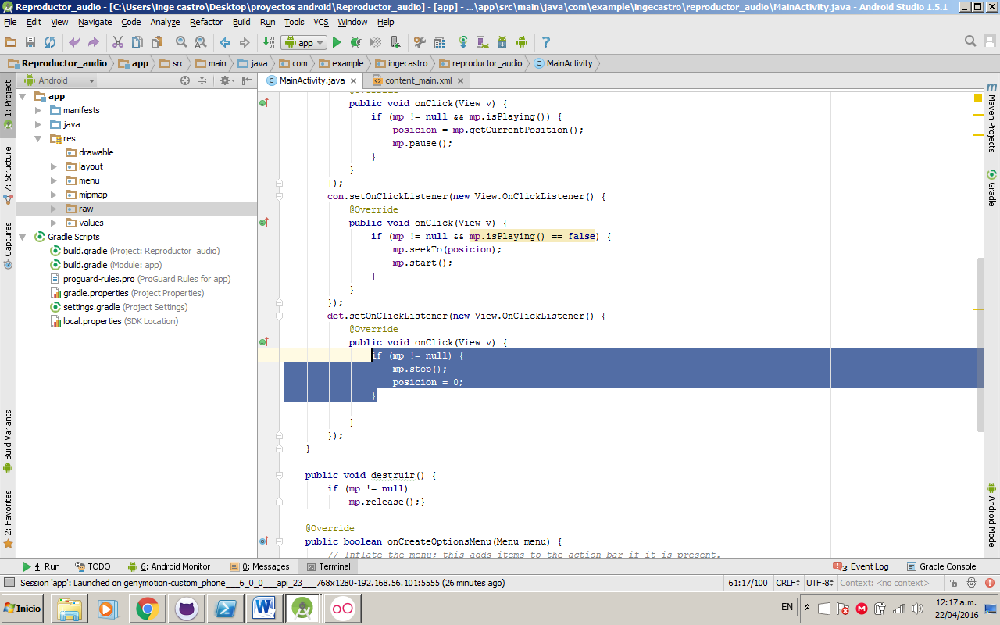 Reproductor_audio - [C:\Users\inge castro\Desktop\proyectos android\Reproductor_audio] - [app] - ...\app\src\main\java\com\example\ingecastro\reproductor_audio\MainActivity.java - Android Studio 1.5.1
File Edit View Navigate Code Analyze Refactor Build Run Tools VCS Window Help
app
Reproductor_audio app src main java com example ingecastro reproductor_audio MainActivity
Android
MainActivity.java content_main.xml
1: Project
Z: Structure
Captures
Build Variants
2: Favorites
app
manifests
java
res
drawable
layout
menu
mipmap
raw
values
Gradle Scripts
build.gradle (Project: Reproductor_audio)
build.gradle (Module: app)
proguard-rules.pro (ProGuard Rules for app)
gradle.properties (Project Properties)
settings.gradle (Project Settings)
local.properties (SDK Location)
@Override
public void onClick(View v) {
if (mp != null && mp.isPlaying()) {
posicion = mp.getCurrentPosition();
mp.pause();
}
}
});
con.setOnClickListener(new View.OnClickListener() {
@Override
public void onClick(View v) {
if (mp != null && mp.isPlaying() == false) {
mp.seekTo(posicion);
mp.start();
}
}
});
det.setOnClickListener(new View.OnClickListener() {
@Override
public void onClick(View v) {
if (mp != null) {
mp.stop();
posicion = 0;
}
}
});
}
public void destruir() {
if (mp != null)
mp.release();}
@Override
public boolean onCreateOptionsMenu(Menu menu) {
// Inflate the menu; this adds items to the action bar if it is present.
m
Maven Projects
Gradle
Android Model
4: Run TODO 6: Android Monitor 0: Messages Terminal 3 Event Log Gradle Console
Session 'app': Launched on genymotion-custom_phone___6_0_0___api_23___768x1280-192.168.56.101:5555 (26 minutes ago) 61:17/100 CRLF UTF-8 Context: <no context>
Inicio EN 12:17 a.m.
22/04/2016